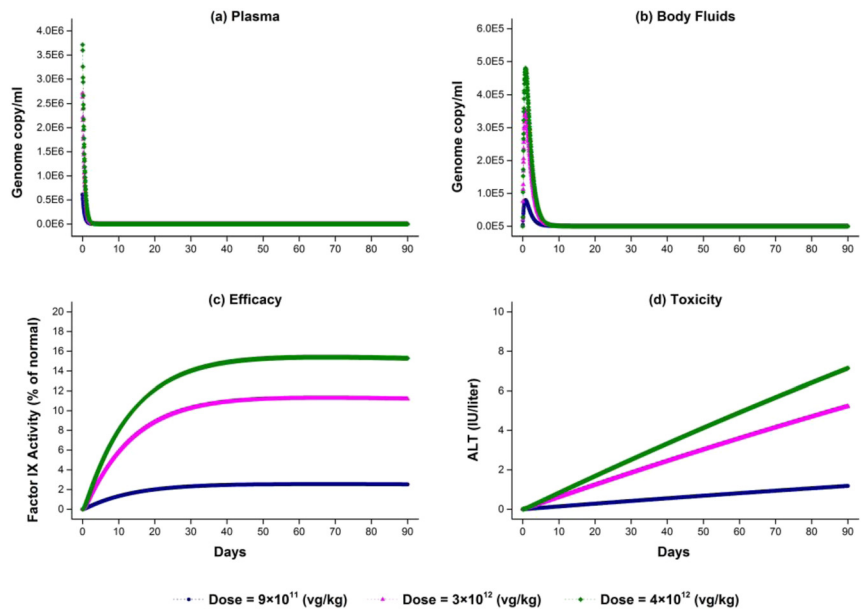 (a) Plasma
Genome copy/ml
4.0E6
3.5E6
3.0E6
2.5E6
2.0E6
1.5E6
1.0E6
0.5E6
0.0E6
0 10 20 30 40 50 60 70 80 90
(b) Body Fluids
Genome copy/ml
6.0E5
5.0E5
4.0E5
3.0E5
2.0E5
1.0E5
0.0E5
0 10 20 30 40 50 60 70 80 90
(c) Efficacy
Factor IX Activity (% of normal)
20
18
16
14
12
10
8
6
4
2
0
0 10 20 30 40 50 60 70 80 90
Days
(d) Toxicity
ALT (IU/liter)
10
8
6
4
2
0
0 10 20 30 40 50 60 70 80 90
Days
Dose = 9×10¹¹ (vg/kg) Dose = 3×10¹² (vg/kg) Dose = 4×10¹² (vg/kg)